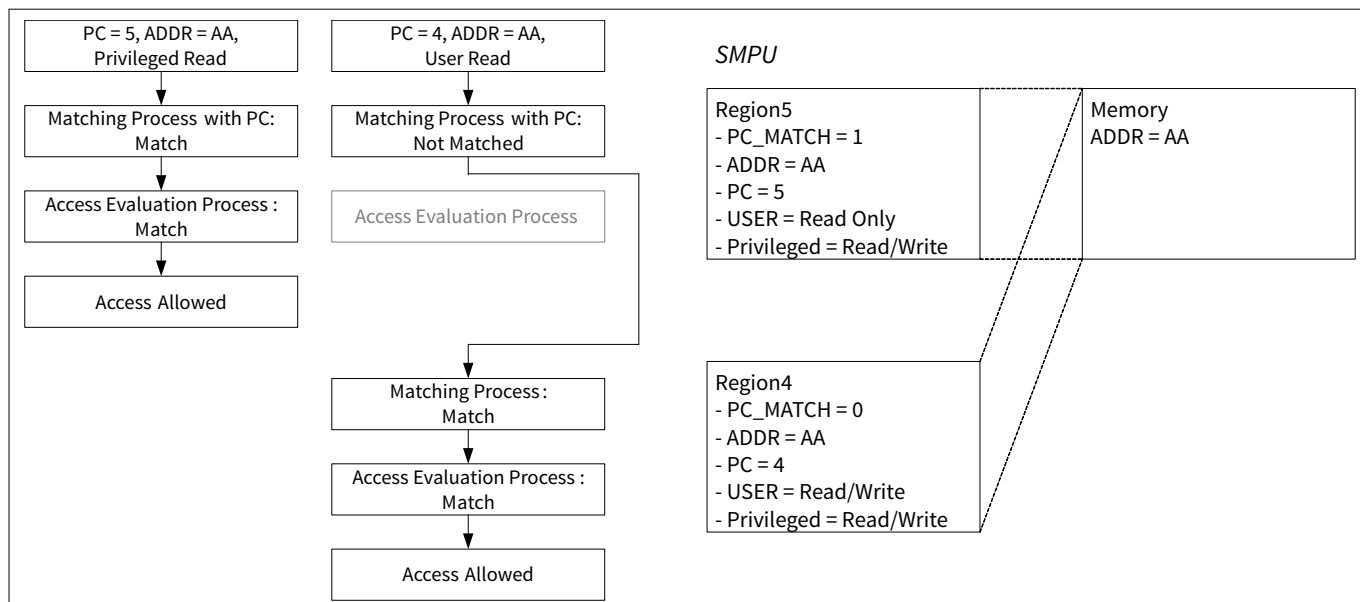 PC = 5, ADDR = AA,
Privileged Read
Matching Process with PC:
Match
Access Evaluation Process :
Match
Access Allowed
PC = 4, ADDR = AA,
User Read
Matching Process with PC:
Not Matched
Access Evaluation Process
Matching Process :
Match
Access Evaluation Process :
Match
Access Allowed
SMPU
Region5
- PC_MATCH = 1
- ADDR = AA
- PC = 5
- USER = Read Only
- Privileged = Read/Write
Memory
ADDR = AA
Region4
- PC_MATCH = 0
- ADDR = AA
- PC = 4
- USER = Read/Write
- Privileged = Read/Write